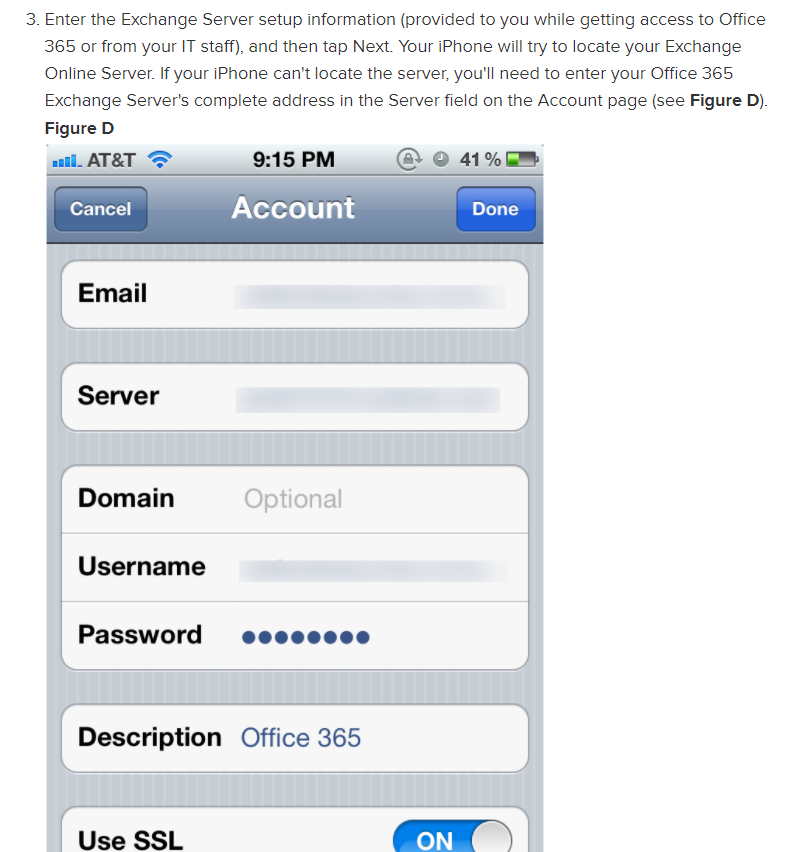 3. Enter the Exchange Server setup information (provided to you while getting access to Office
365 or from your IT staff), and then tap Next. Your iPhone will try to locate your Exchange
Online Server. If your iPhone can't locate the server, you'll need to enter your Office 365
Exchange Server's complete address in the Server field on the Account page (see Figure D).
Figure D
AT&T 9:15 PM 41 %
Cancel Account Done
Email
Server
Domain Optional
Username
Password ●●●●●●●●
Description Office 365
Use SSL ON